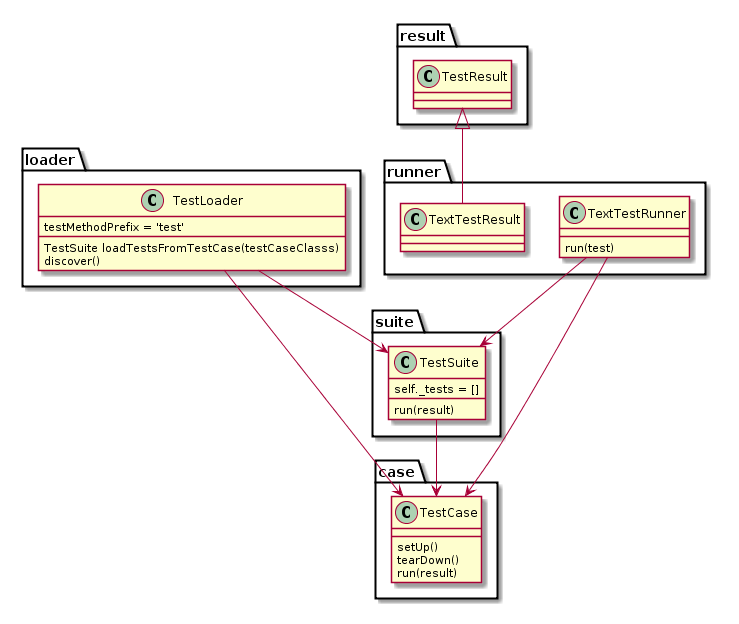 result
C TestResult
loader
C TestLoader
testMethodPrefix = 'test'
TestSuite loadTestsFromTestCase(testCaseClasss)
discover()
runner
C TextTestResult
C TextTestRunner
run(test)
suite
C TestSuite
self._tests = []
run(result)
case
C TestCase
setUp()
tearDown()
run(result)